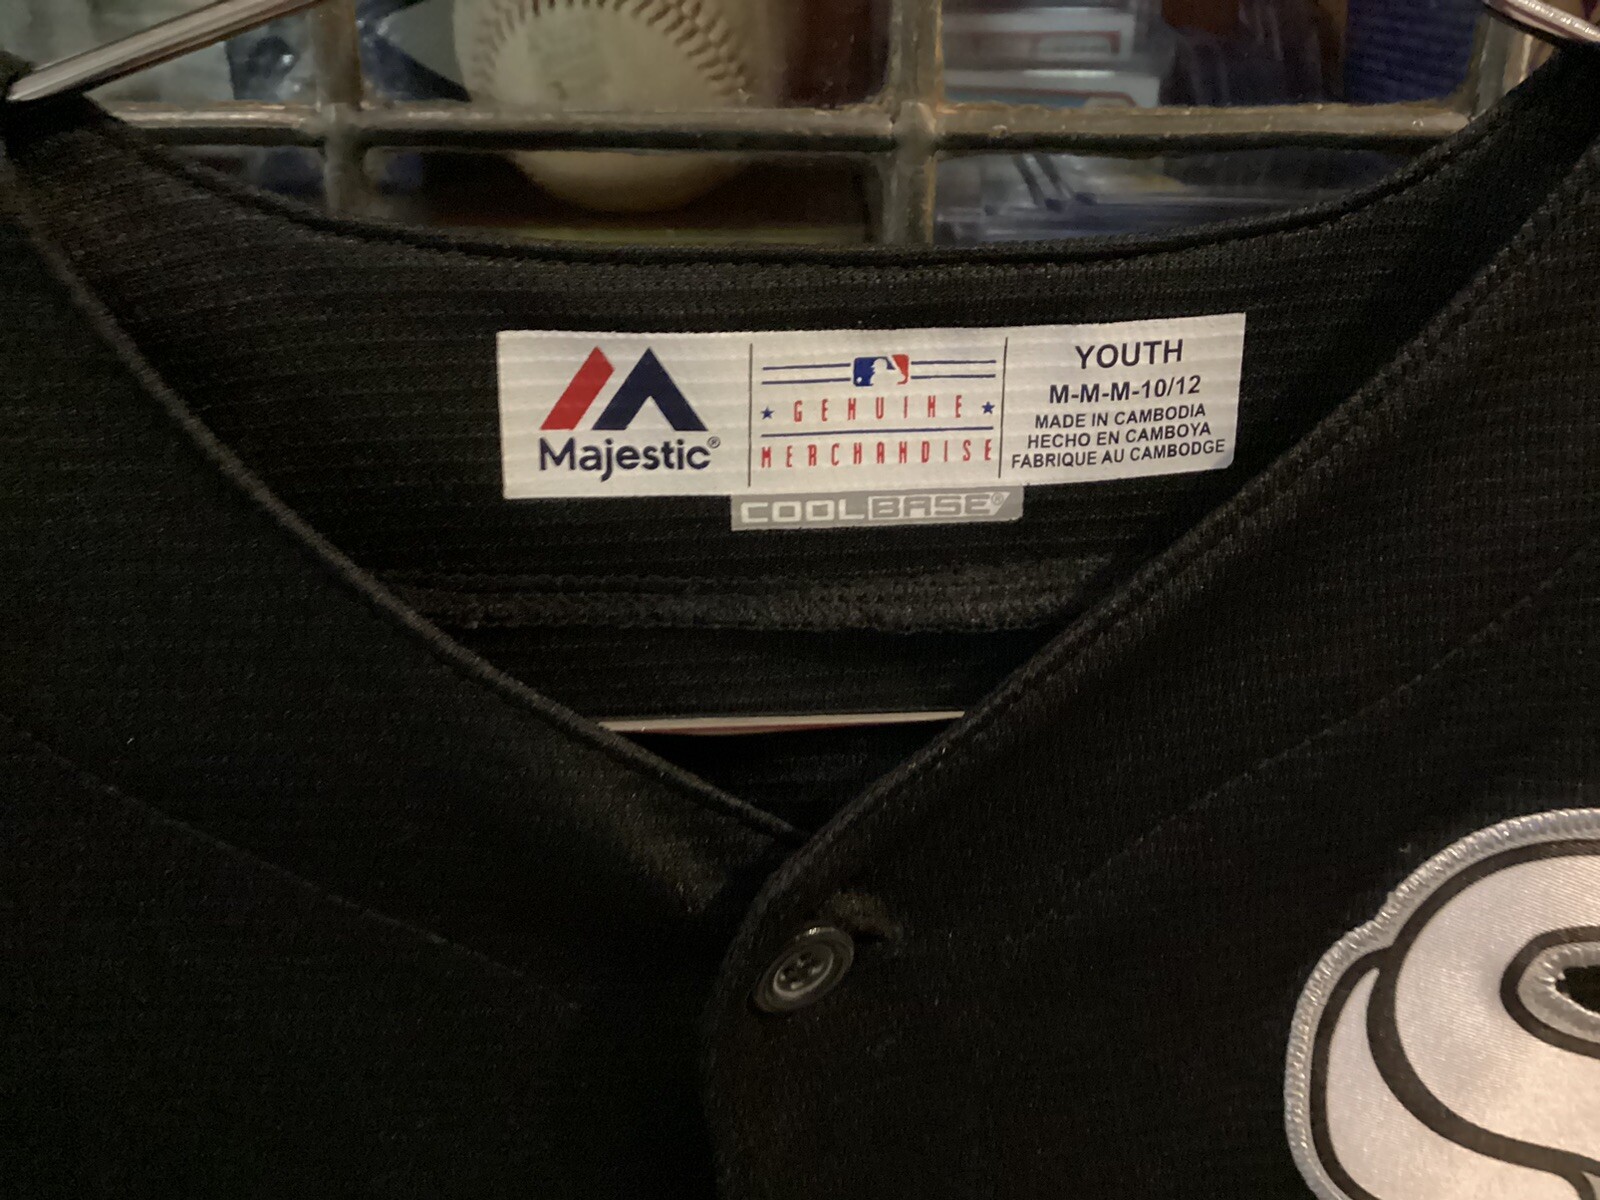 Majestic®
GENUINE
MERCHANDISE
YOUTH
M-M-M-10/12
MADE IN CAMBODIA
HECHO EN CAMBOYA
FABRIQUE AU CAMBODGE
COOLBASE®